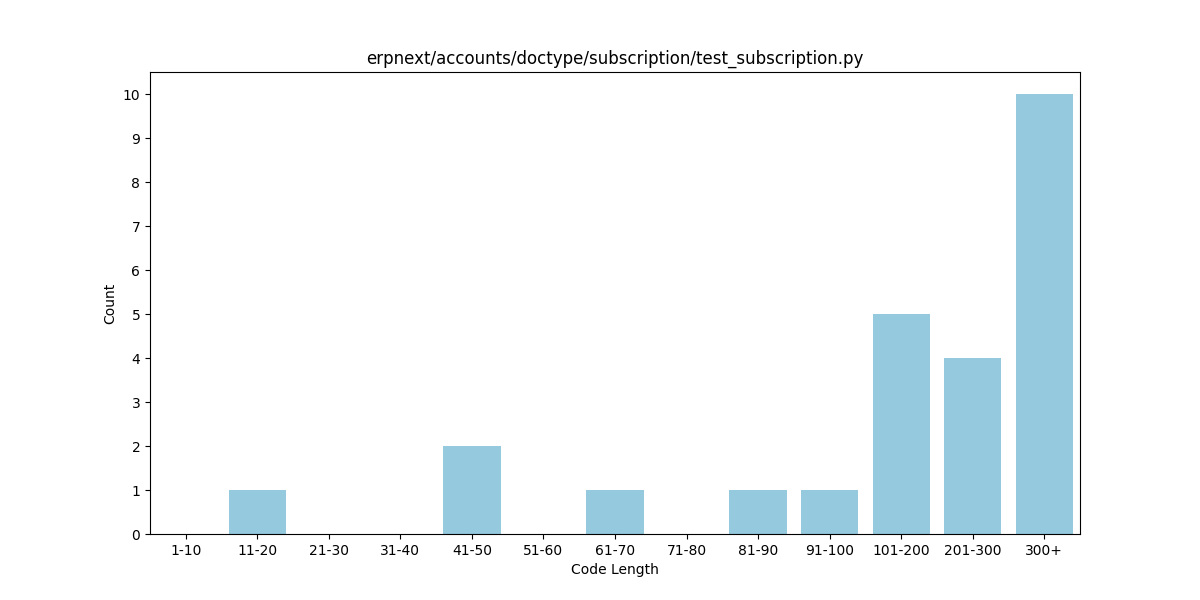 erpnext/accounts/doctype/subscription/test_subscription.py
10
9
8
7
6
5
4
3
2
1
0
Count
1-10 11-20 21-30 31-40 41-50 51-60 61-70 71-80 81-90 91-100 101-200 201-300 300+
Code Length